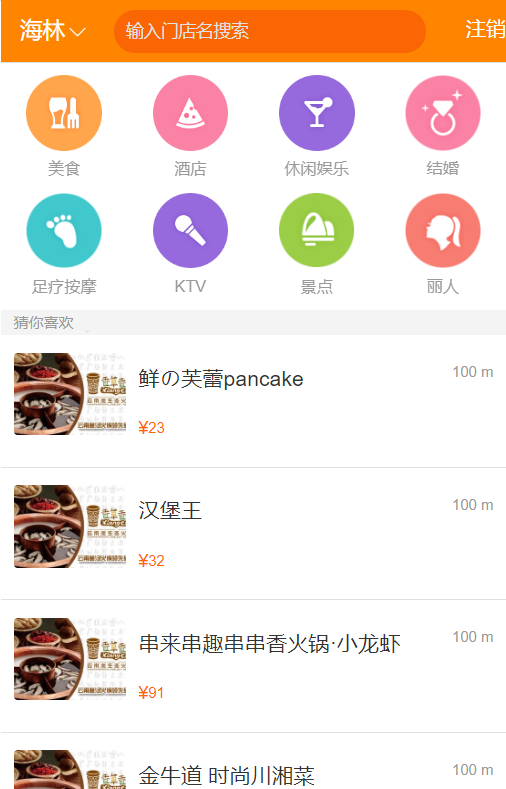 海林
输入门店名搜索
注销
美食
酒店
休闲娱乐
结婚
足疗按摩
KTV
景点
丽人
猜你喜欢
鲜の芙蕾pancake
100 m
¥23
汉堡王
100 m
¥32
串来串趣串串香火锅·小龙虾
100 m
¥91
金牛道 时尚川湘菜
100 m